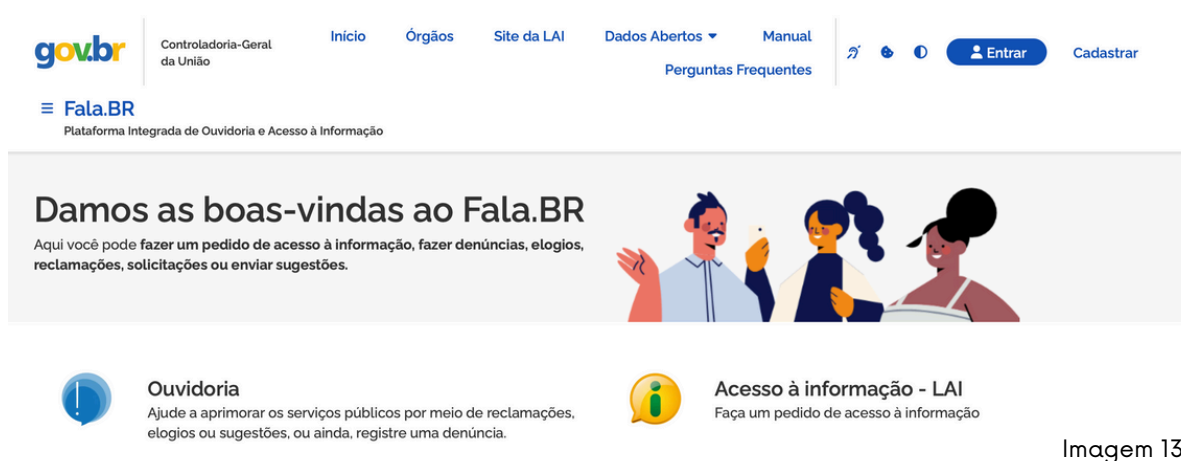 gov.br
Controladoria-Geral
da União
Início
Órgãos
Site da LAI
Dados Abertos
Manual
Perguntas Frequentes
Entrar
Cadastrar
Fala.BR
Plataforma Integrada de Ouvidoria e Acesso à Informação
Damos as boas-vindas ao Fala.BR
Aqui você pode fazer um pedido de acesso à informação, fazer denúncias, elogios,
reclamações, solicitações ou enviar sugestões.
Ouvidoria
Ajude a aprimorar os serviços públicos por meio de reclamações,
elogios ou sugestões, ou ainda, registre uma denúncia.
Acesso à informação - LAI
Faça um pedido de acesso à informação
Imagem 13